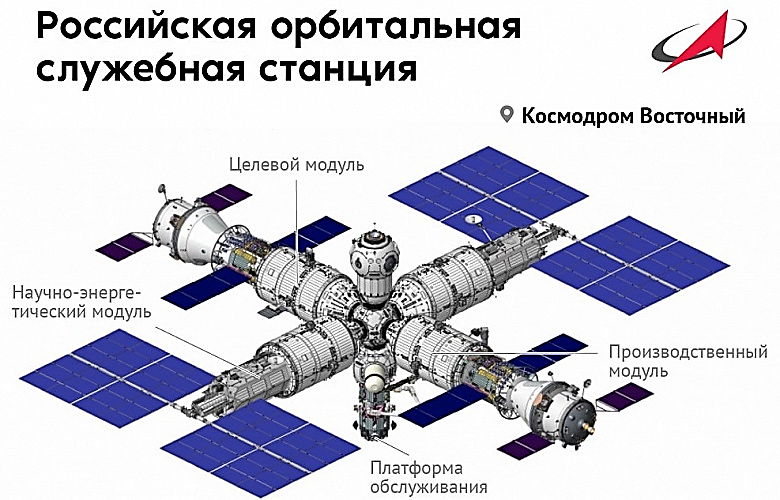 Российская орбитальная
служебная станция
Космодром Восточный
Целевой модуль
Научно-энерге-
тический модуль
Производственный
модуль
Платформа
обслуживания